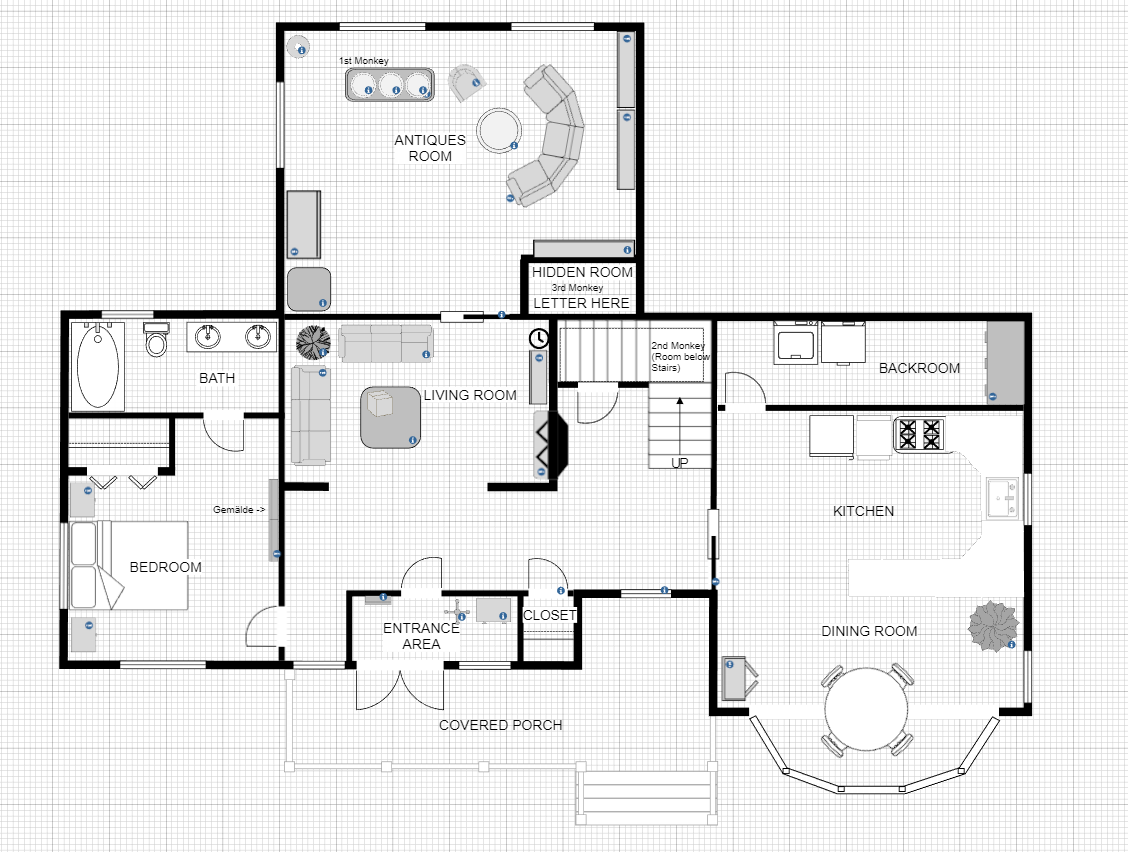 1st Monkey
ANTIQUES
ROOM
HIDDEN ROOM
3rd Monkey
LETTER HERE
2nd Monkey
(Room below
Stairs)
BATH
LIVING ROOM
BACKROOM
UP
Gemälde ->
KITCHEN
BEDROOM
CLOSET
ENTRANCE
AREA
DINING ROOM
COVERED PORCH